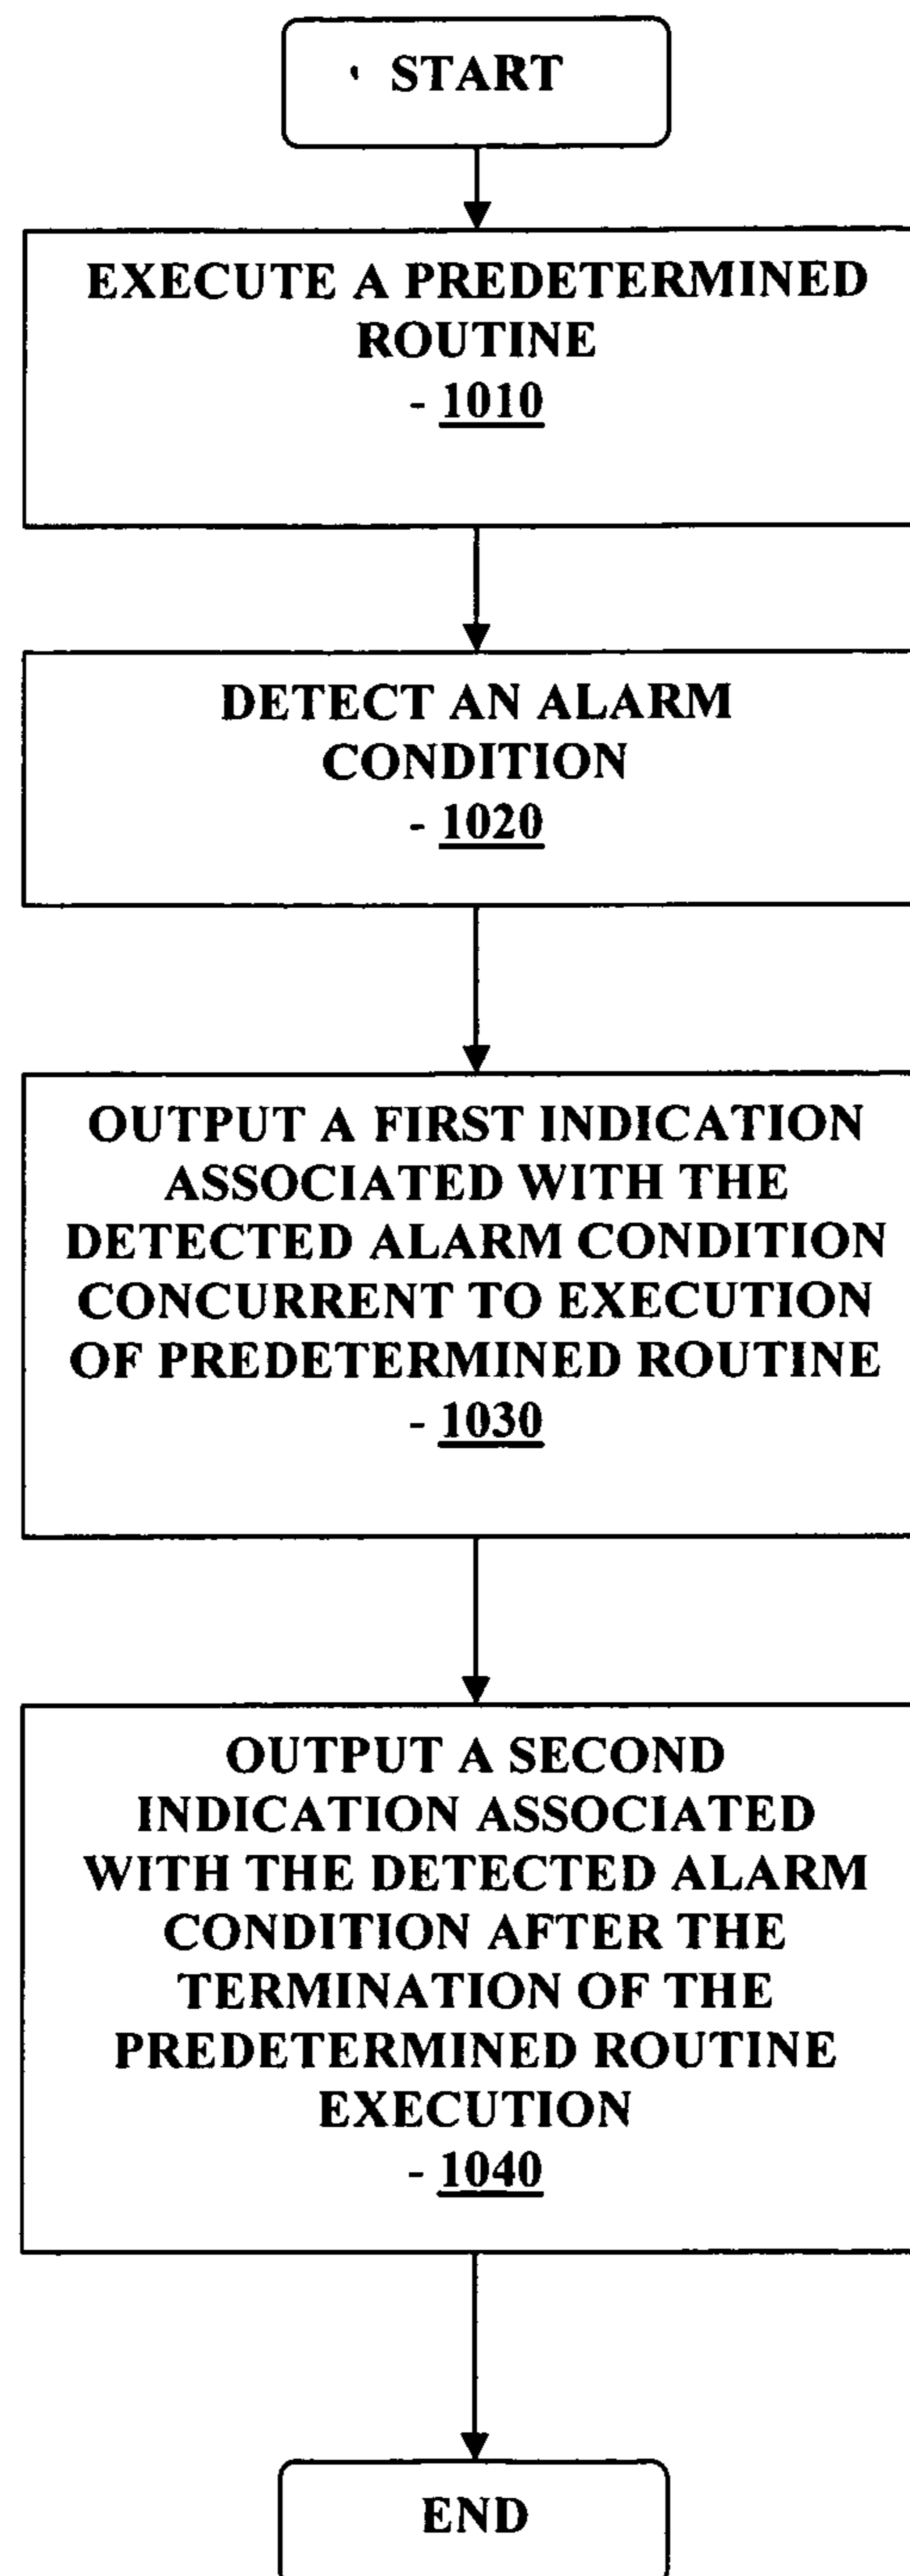 START
EXECUTE A PREDETERMINED
ROUTINE
- 1010
DETECT AN ALARM
CONDITION
- 1020
OUTPUT A FIRST INDICATION
ASSOCIATED WITH THE
DETECTED ALARM CONDITION
CONCURRENT TO EXECUTION
OF PREDETERMINED ROUTINE
- 1030
OUTPUT A SECOND
INDICATION ASSOCIATED
WITH THE DETECTED ALARM
CONDITION AFTER THE
TERMINATION OF THE
PREDETERMINED ROUTINE
EXECUTION
- 1040
END